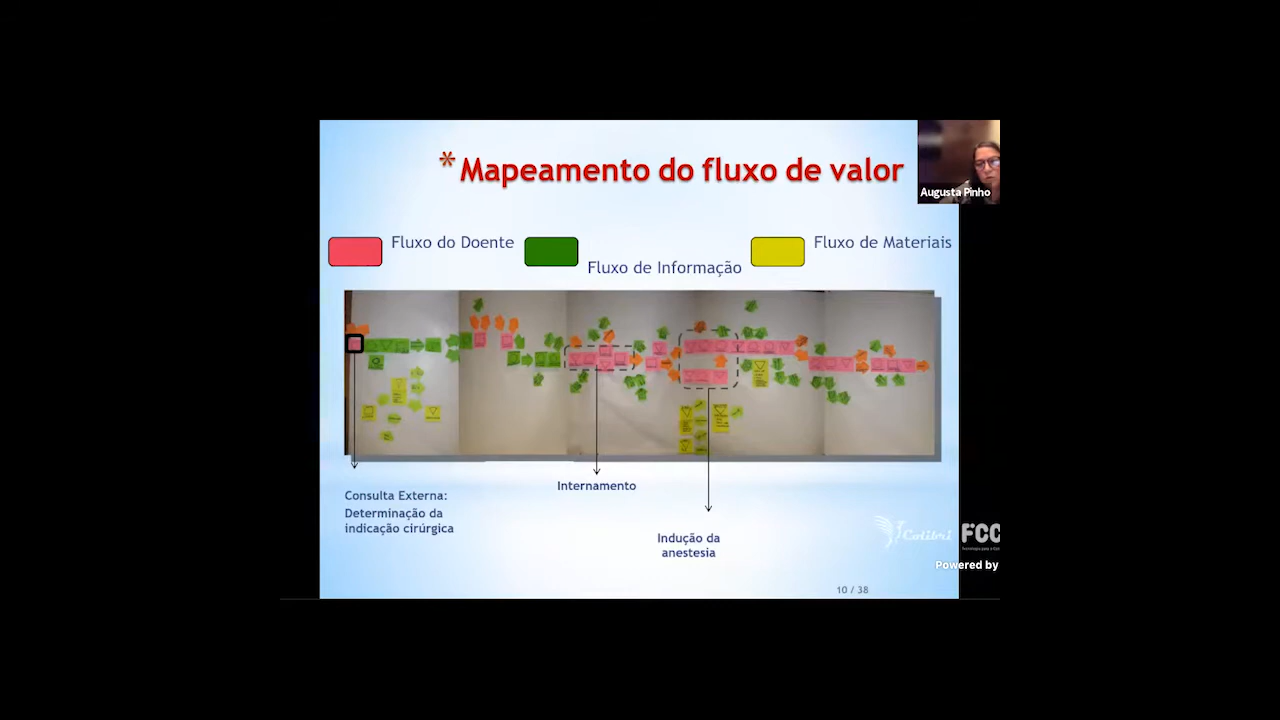 * Mapeamento do fluxo de valor
Augusta Pinho
Fluxo do Doente
Fluxo de Informação
Fluxo de Materiais
Consulta Externa:
Determinação da
indicação cirúrgica
Internamento
Indução da
anestesia
Colibri
FCC
Powered by
10 / 38